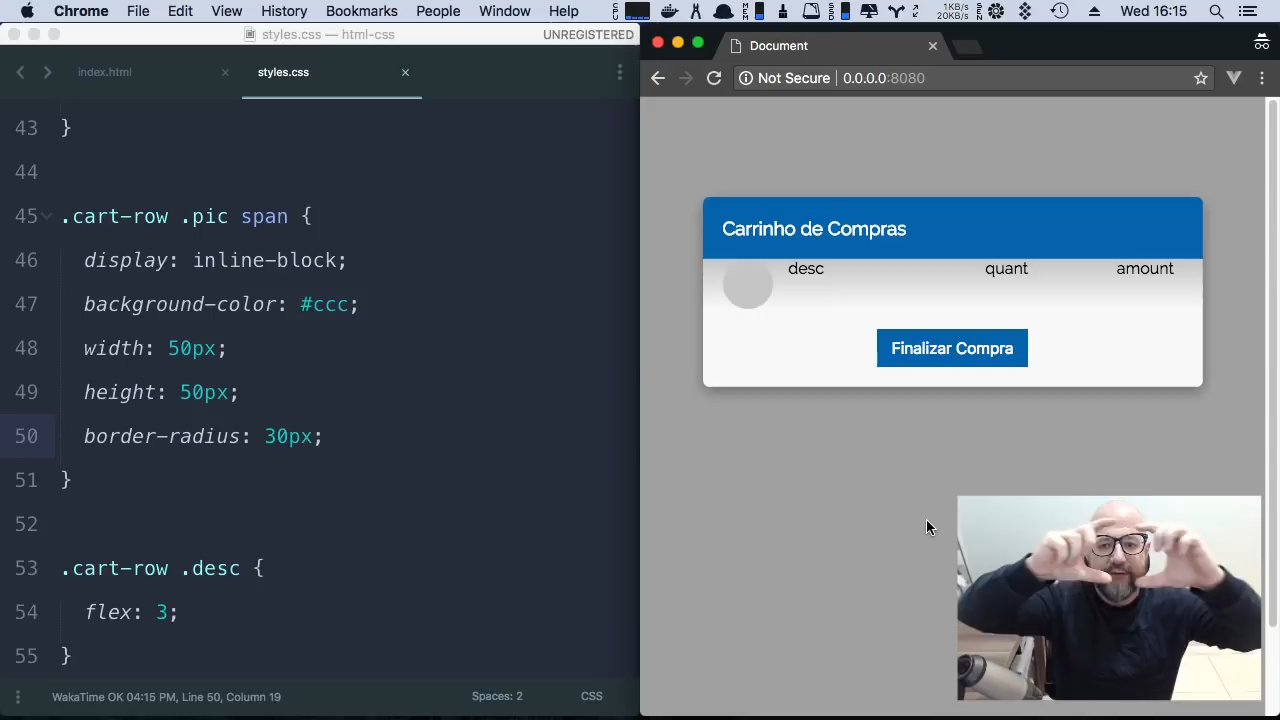 Chrome File Edit View History Bookmarks People Window Help
1KB/S
20KB/S
Wed 16:15
styles.css — html-css
UNREGISTERED
index.html
styles.css
43 }
44
45 .cart-row .pic span {
46 display: inline-block;
47 background-color: #ccc;
48 width: 50px;
49 height: 50px;
50 border-radius: 30px;
51 }
52
53 .cart-row .desc {
54 flex: 3;
55 }
WakaTime OK 04:15 PM, Line 50, Column 19
Spaces: 2
CSS
Document
Not Secure 0.0.0.0:8080
Carrinho de Compras
desc quant amount
Finalizar Compra